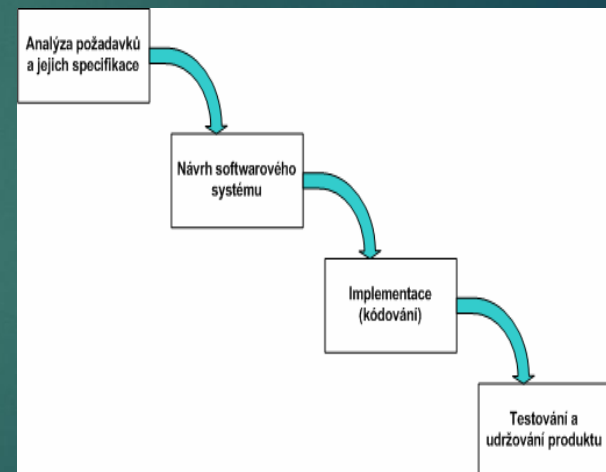 Analýza požadavků
a jejich specifikace
Návrh softwarového
systému
Implementace
(kódování)
Testování a
udržování produktu